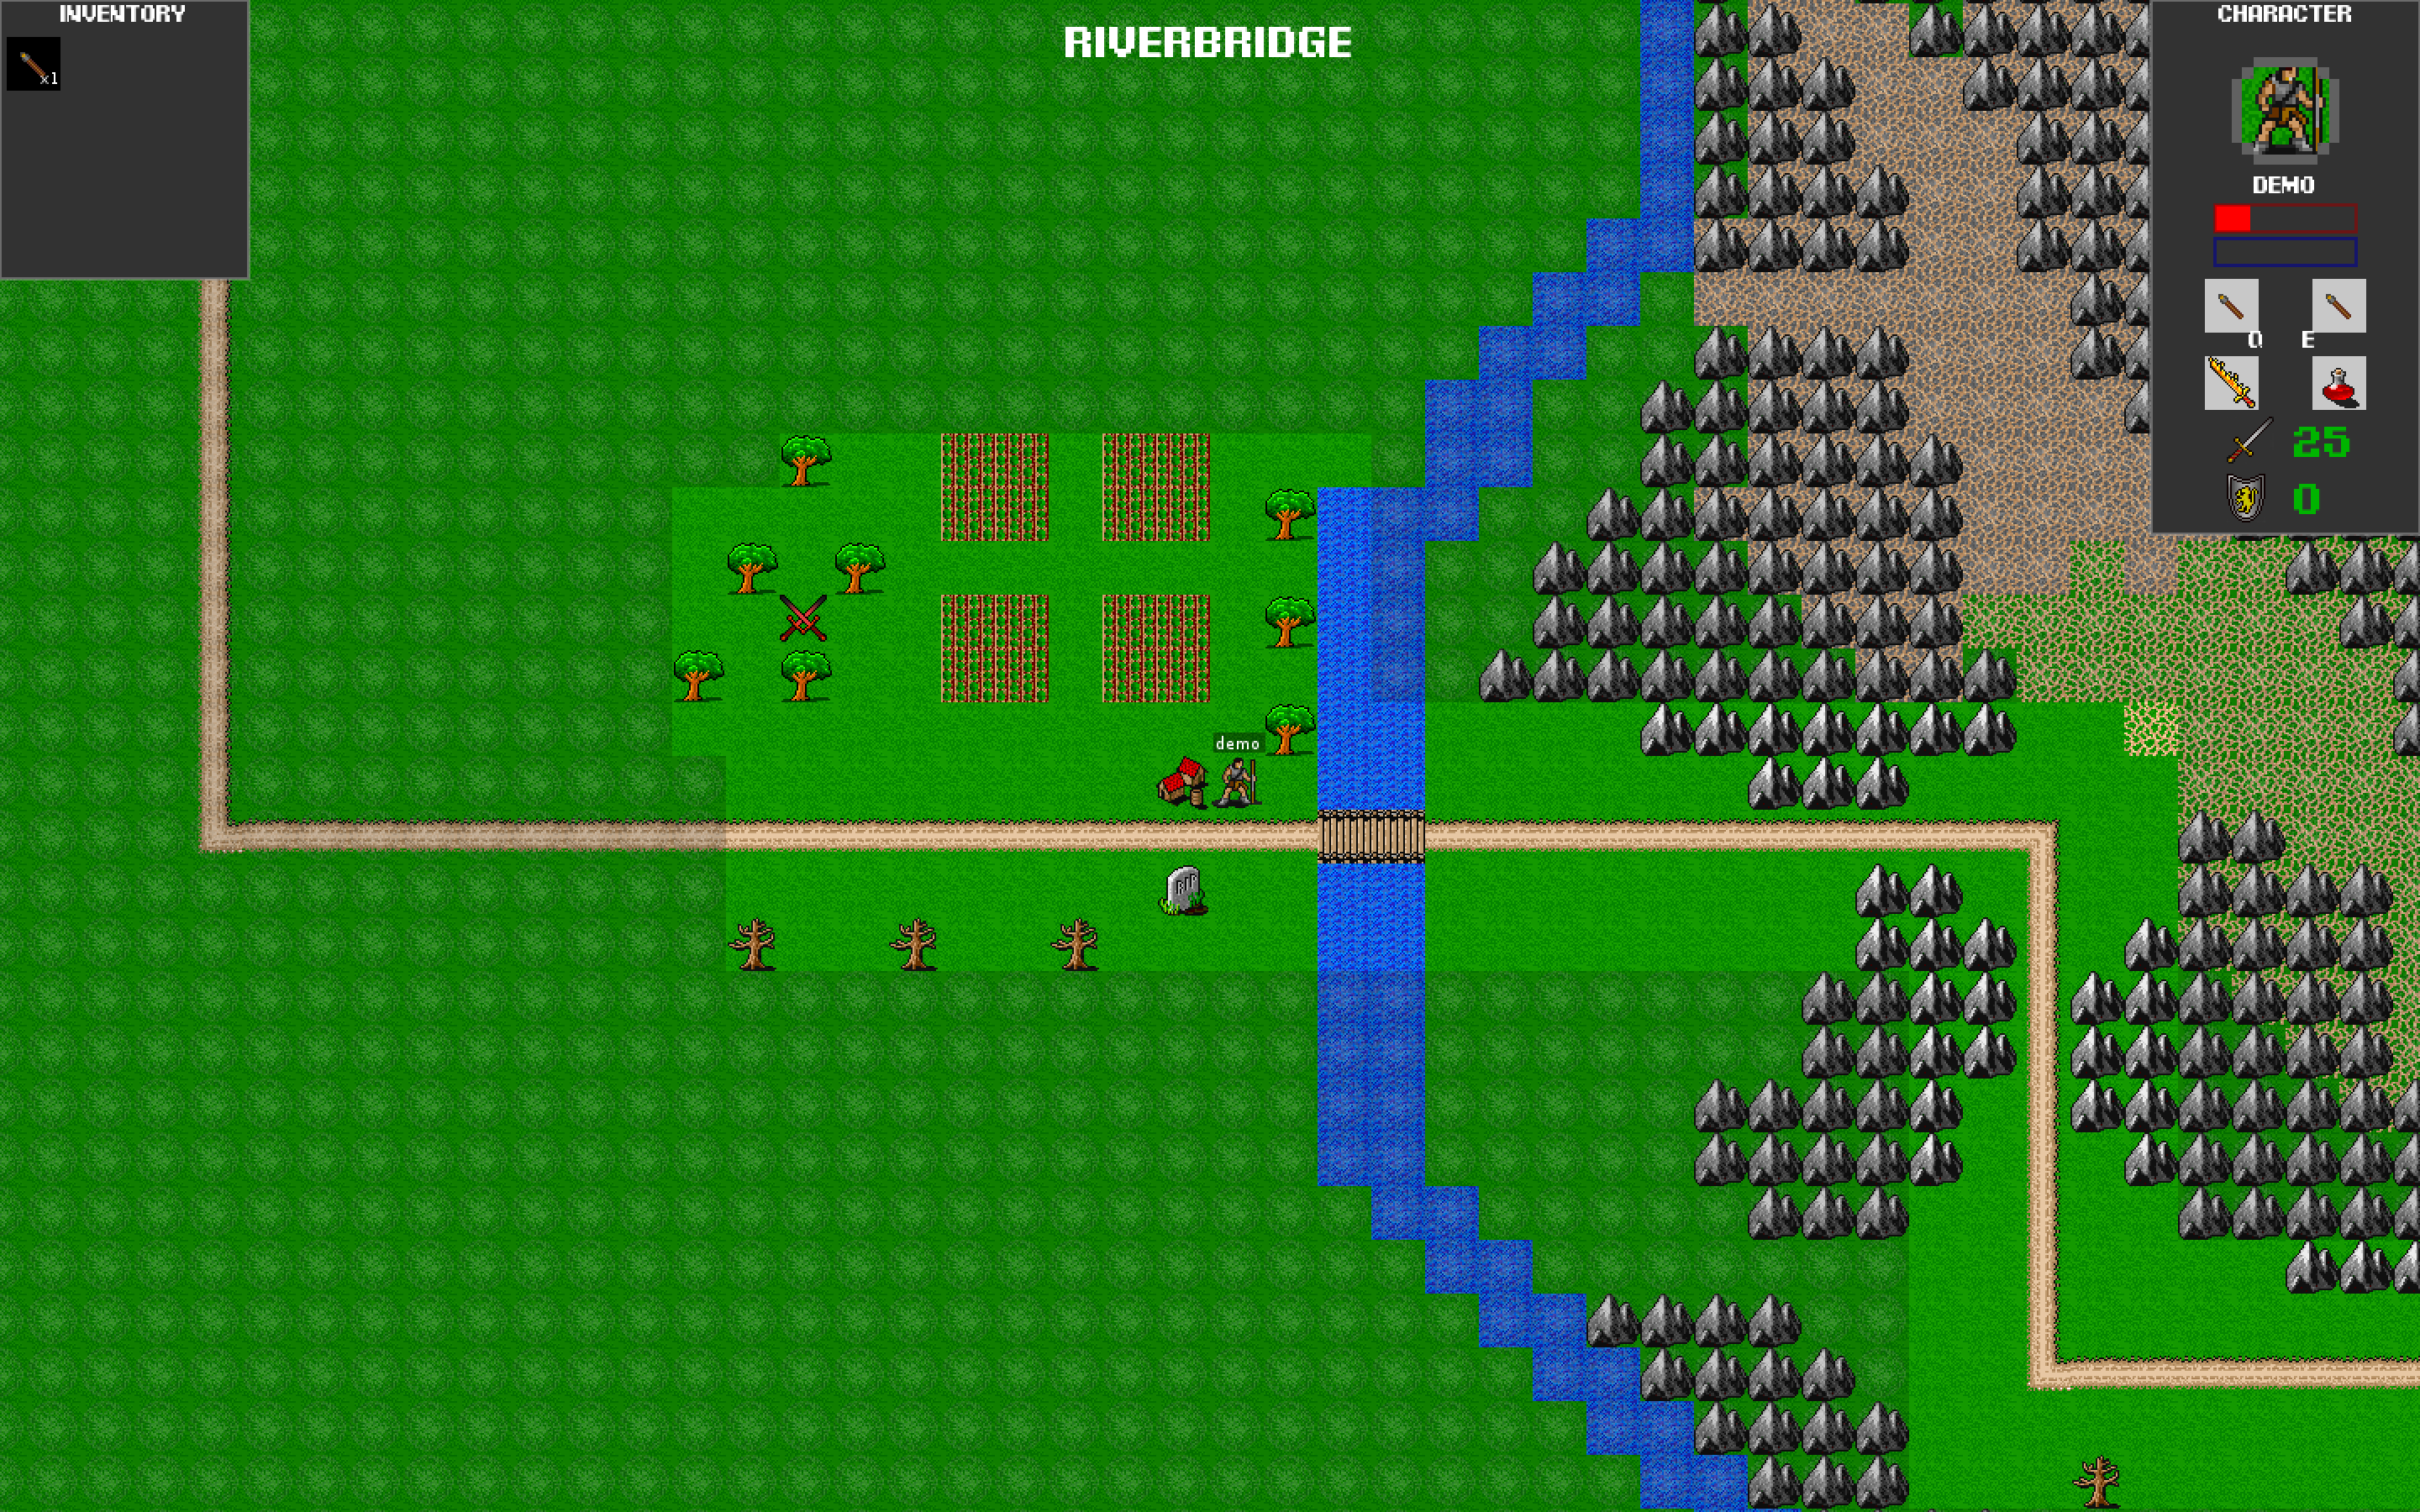 INVENTORY
x1
RIVERBRIDGE
CHARACTER
DEMO
Q E
25
0
demo
RIP